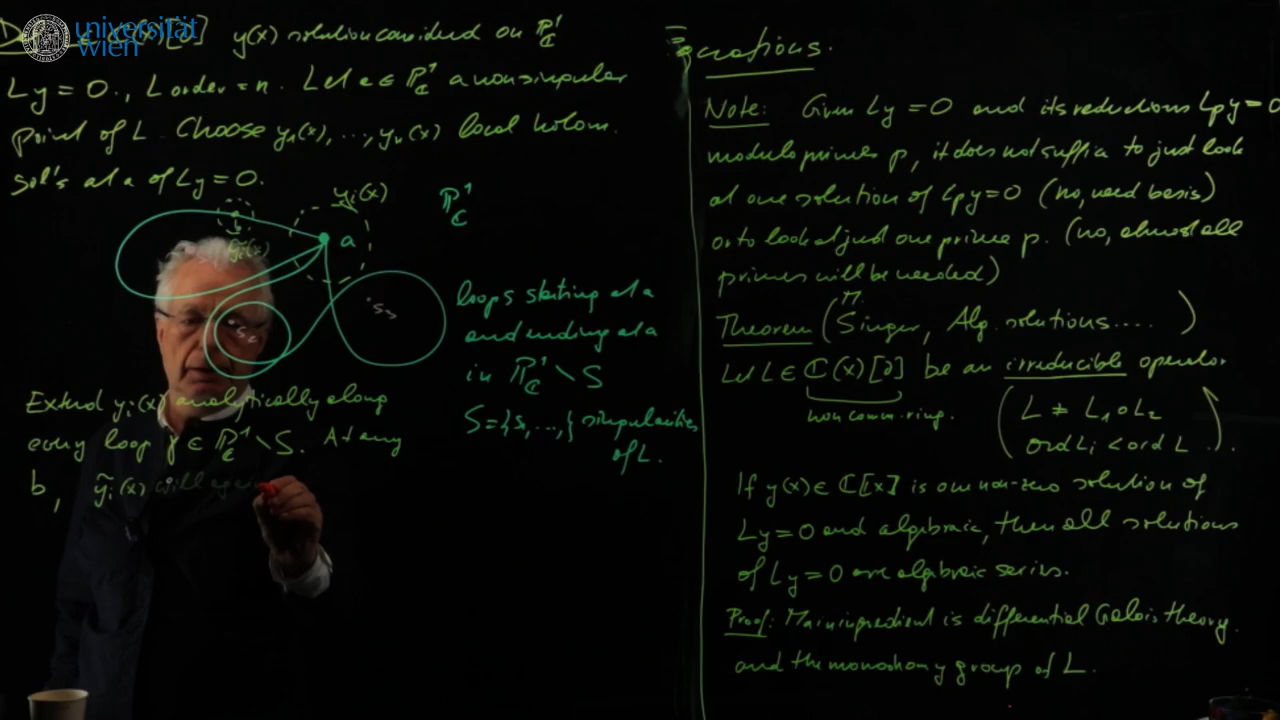 universität
wien
∈ ℂ(x)[∂] y(x) solution considered on ℙ¹_ℂ
Ly = 0., L order = n. Let a ∈ ℙ¹_ℂ a nonsingular
point of L. Choose y₁(x), ..., yₙ(x) local holom.
Sol's at a of Ly = 0.
yᵢ(x)
ℙ¹_ℂ
ỹᵢ(x)
a
loops starting at a
and ending at a
in ℙ¹_ℂ \ S
S = {s₁, ..., { singularities
of L.
Extend yᵢ(x) analytically along
every loop γ ∈ ℙ¹_ℂ \ S. At any
b, ỹᵢ(x) will again
Equations.
Note: Given Ly = 0 and its reductions Lₚy = 0
modulo primes p, it does not suffice to just look
at one solution of Lₚy = 0 (no, need basis)
or to look at just one prime p. (no, almost all
primes will be needed)
Theorem (M. Singer, Alg. solutions .... )
Let L ∈ ℂ(x)[∂] be an irreducible operator
non comm. ring.
( L ≠ L₁ ∘ L₂
ord Lᵢ < ord L ).
If y(x) ∈ ℂ⟦x⟧ is one non-zero solution of
Ly = 0 and algebraic, then all solutions
of Ly = 0 are algebraic series.
Proof: Main ingredient is differential Galois theory
and the monodromy group of L.